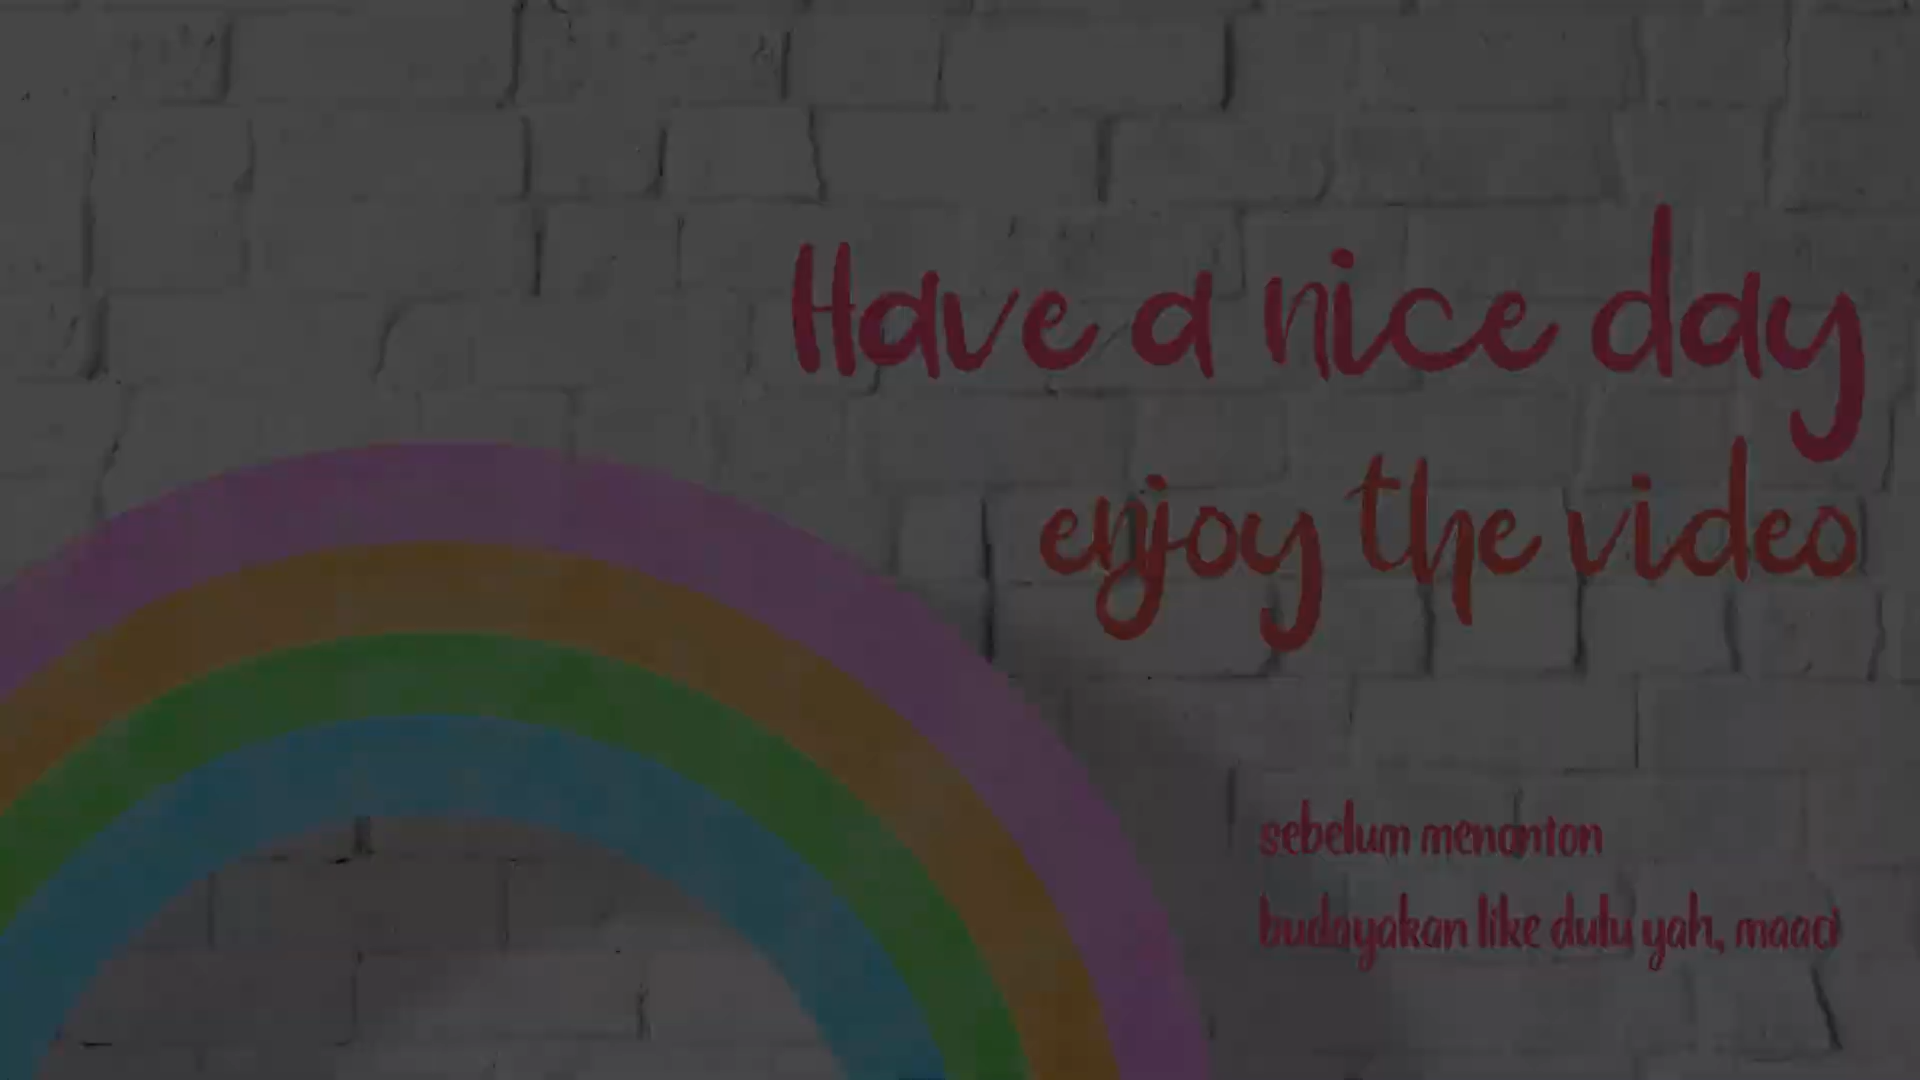 Have a nice day
enjoy the video
sebelum menonton
budayakan like dulu yah, maaci